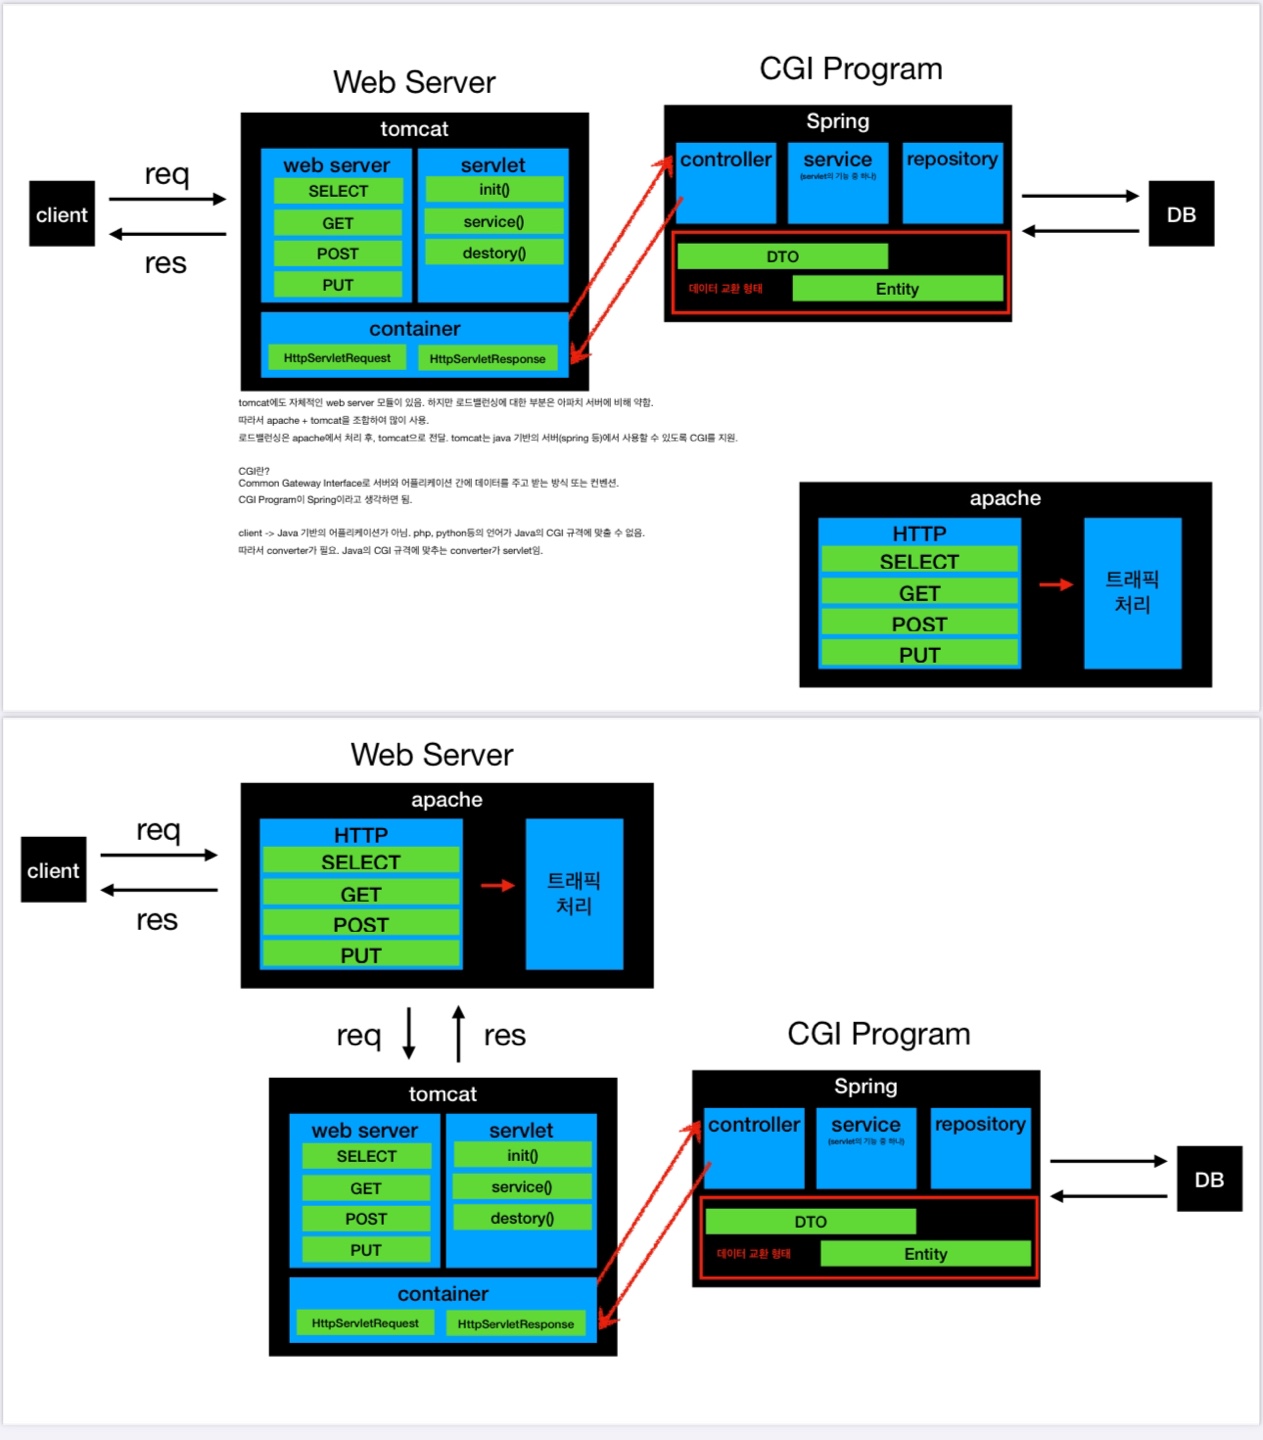 Web Server
CGI Program
tomcat
web server
SELECT
GET
POST
PUT
servlet
init()
service()
destory()
container
HttpServletRequest
HttpServletResponse
req
client
res
Spring
controller
service
(servlet의 기능 중 하나)
repository
DTO
데이터 교환 형태
Entity
DB
tomcat에도 자체적인 web server 모듈이 있음. 하지만 로드밸런싱에 대한 부분은 아파치 서버에 비해 약함.
따라서 apache + tomcat을 조합하여 많이 사용.
로드밸런싱은 apache에서 처리 후, tomcat으로 전달. tomcat는 java 기반의 서버(spring 등)에서 사용할 수 있도록 CGI를 지원.
CGI란?
Common Gateway Interface로 서버와 어플리케이션 간에 데이터를 주고 받는 방식 또는 컨벤션.
CGI Program이 Spring이라고 생각하면 됨.
client -> Java 기반의 어플리케이션가 아님. php, python등의 언어가 Java의 CGI 규격에 맞출 수 없음.
따라서 converter가 필요. Java의 CGI 규격에 맞추는 converter가 servlet임.
apache
HTTP
SELECT
GET
POST
PUT
트래픽
처리
Web Server
apache
HTTP
SELECT
GET
POST
PUT
트래픽
처리
req
client
res
req
res
CGI Program
tomcat
web server
SELECT
GET
POST
PUT
servlet
init()
service()
destory()
container
HttpServletRequest
HttpServletResponse
Spring
controller
service
(servlet의 기능 중 하나)
repository
DTO
데이터 교환 형태
Entity
DB